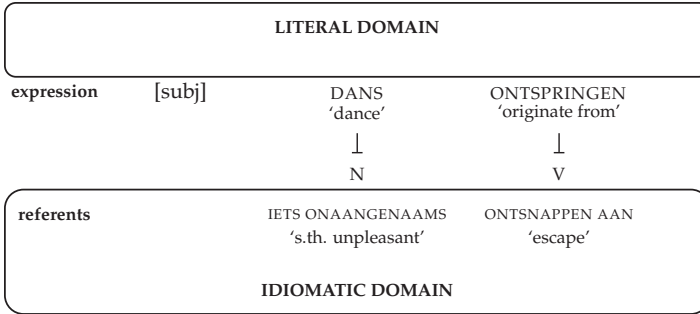 LITERAL DOMAIN
expression [subj] DANS ONTSPRINGEN
'dance' 'originate from'
⊥ ⊥
N V
referents IETS ONAANGENAAMS ONTSNAPPEN AAN
's.th. unpleasant' 'escape'
IDIOMATIC DOMAIN